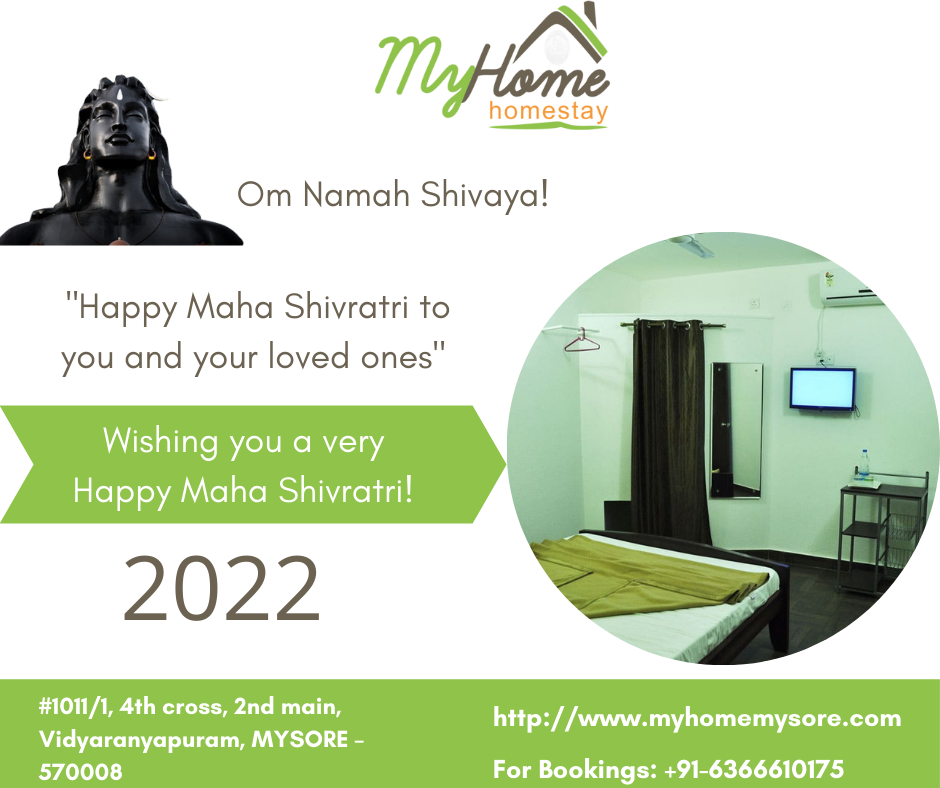 MyHome
homestay
Om Namah Shivaya!
"Happy Maha Shivratri to
you and your loved ones"
Wishing you a very
Happy Maha Shivratri!
2022
#1011/1, 4th cross, 2nd main,
Vidyaranyapuram, MYSORE –
570008
http://www.myhomemysore.com
For Bookings: +91-6366610175